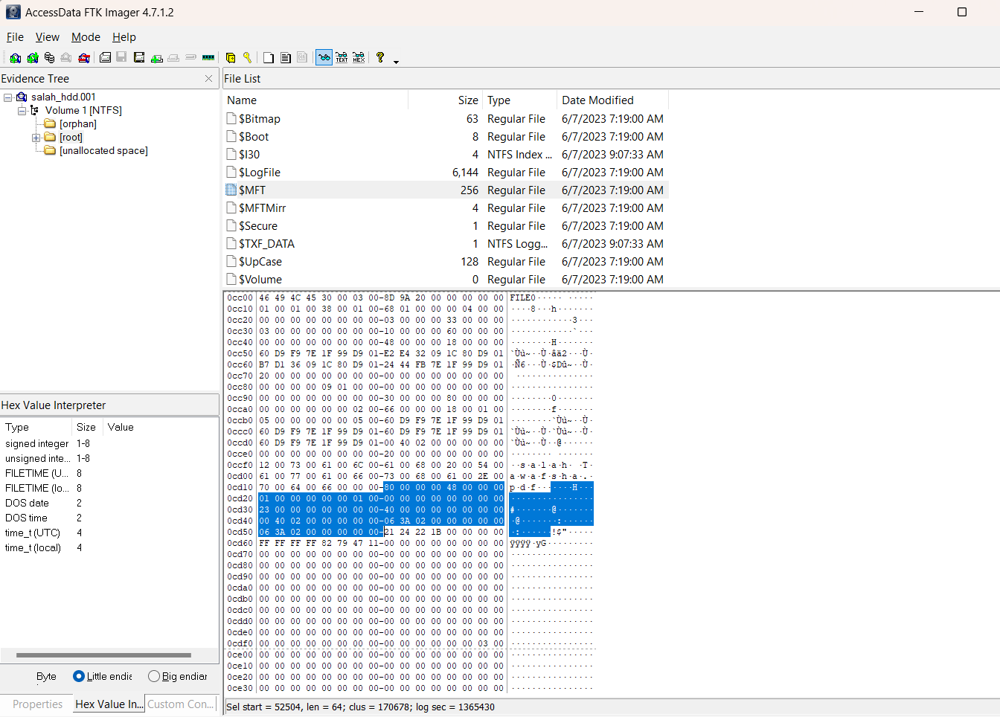 AccessData FTK Imager 4.7.1.2
File View Mode Help
Evidence Tree
salah_hdd.001
Volume 1 [NTFS]
[orphan]
[root]
[unallocated space]
File List
Name Size Type Date Modified
$Bitmap 63 Regular File 6/7/2023 7:19:00 AM
$Boot 8 Regular File 6/7/2023 7:19:00 AM
$I30 4 NTFS Index ... 6/7/2023 9:07:33 AM
$LogFile 6,144 Regular File 6/7/2023 7:19:00 AM
$MFT 256 Regular File 6/7/2023 7:19:00 AM
$MFTMirr 4 Regular File 6/7/2023 7:19:00 AM
$Secure 1 Regular File 6/7/2023 7:19:00 AM
$TXF_DATA 1 NTFS Logg... 6/7/2023 9:07:33 AM
$UpCase 128 Regular File 6/7/2023 7:19:00 AM
$Volume 0 Regular File 6/7/2023 7:19:00 AM
0cc00 46 49 4C 45 30 00 03 00-8D 9A 20 00 00 00 00 00 FILE0····· ·····
0cc10 01 00 01 00 38 00 01 00-68 01 00 00 00 04 00 00 ····8···h·······
0cc20 00 00 00 00 00 00 00 00-03 00 00 00 33 00 00 00 ············3···
0cc30 03 00 00 00 00 00 00 00-10 00 00 00 60 00 00 00 ············`···
0cc40 00 00 00 00 00 00 00 00-48 00 00 00 18 00 00 00 ········H·······
0cc50 60 D9 F9 7E 1F 99 D9 01-E2 E4 32 09 1C 80 D9 01 `Ùù~··Ù·âä2···Ù·
0cc60 B7 D1 36 09 1C 80 D9 01-24 44 FB 7E 1F 99 D9 01 ·Ñ6···Ù·$Dû~··Ù·
0cc70 20 00 00 00 00 00 00 00-00 00 00 00 00 00 00 00 ···············
0cc80 00 00 00 00 09 01 00 00-00 00 00 00 00 00 00 00 ················
0cc90 00 00 00 00 00 00 00 00-30 00 00 00 80 00 00 00 ········0·······
0cca0 00 00 00 00 00 00 02 00-66 00 00 00 18 00 01 00 ········f·······
0ccb0 05 00 00 00 00 00 05 00-60 D9 F9 7E 1F 99 D9 01 ········`Ùù~··Ù·
0ccc0 60 D9 F9 7E 1F 99 D9 01-60 D9 F9 7E 1F 99 D9 01 `Ùù~··Ù·`Ùù~··Ù·
0ccd0 60 D9 F9 7E 1F 99 D9 01-00 40 02 00 00 00 00 00 `Ùù~··Ù··@······
0cce0 00 00 00 00 00 00 00 00-20 00 00 00 00 00 00 00 ········ ·······
0ccf0 12 00 73 00 61 00 6C 00-61 00 68 00 20 00 54 00 ··s·a·l·a·h· ·T·
0cd00 61 00 77 00 61 00 66 00-73 00 68 00 61 00 2E 00 a·w·a·f·s·h·a·.·
0cd10 70 00 64 00 66 00 00 00-80 00 00 00 48 00 00 00 p·d·f·······H···
0cd20 01 00 00 00 00 00 01 00-00 00 00 00 00 00 00 00 ················
0cd30 23 00 00 00 00 00 00 00-40 00 00 00 00 00 00 00 #·······@·······
0cd40 00 40 02 00 00 00 00 00-06 3A 02 00 00 00 00 00 ·@·······:······
0cd50 06 3A 02 00 00 00 00 00-21 24 22 1B 00 00 00 00 ·:······!$"·····
0cd60 FF FF FF FF 82 79 47 11-00 00 00 00 00 00 00 00 ÿÿÿÿ·yG·········
0cd70 00 00 00 00 00 00 00 00-00 00 00 00 00 00 00 00 ················
0cd80 00 00 00 00 00 00 00 00-00 00 00 00 00 00 00 00 ················
0cd90 00 00 00 00 00 00 00 00-00 00 00 00 00 00 00 00 ················
0cda0 00 00 00 00 00 00 00 00-00 00 00 00 00 00 00 00 ················
0cdb0 00 00 00 00 00 00 00 00-00 00 00 00 00 00 00 00 ················
0cdc0 00 00 00 00 00 00 00 00-00 00 00 00 00 00 00 00 ················
0cdd0 00 00 00 00 00 00 00 00-00 00 00 00 00 00 00 00 ················
0cde0 00 00 00 00 00 00 00 00-00 00 00 00 00 00 00 00 ················
0cdf0 00 00 00 00 00 00 00 00-00 00 00 00 00 00 03 00 ················
0ce00 00 00 00 00 00 00 00 00-00 00 00 00 00 00 00 00 ················
0ce10 00 00 00 00 00 00 00 00-00 00 00 00 00 00 00 00 ················
0ce20 00 00 00 00 00 00 00 00-00 00 00 00 00 00 00 00 ················
0ce30 00 00 00 00 00 00 00 00-00 00 00 00 00 00 00 00 ················
Hex Value Interpreter
Type Size Value
signed integer 1-8
unsigned inte... 1-8
FILETIME (U... 8
FILETIME (lo... 8
DOS date 2
DOS time 2
time_t (UTC) 4
time_t (local) 4
Byte Little endia Big endian
Properties Hex Value In... Custom Con...
Sel start = 52504, len = 64; clus = 170678; log sec = 1365430